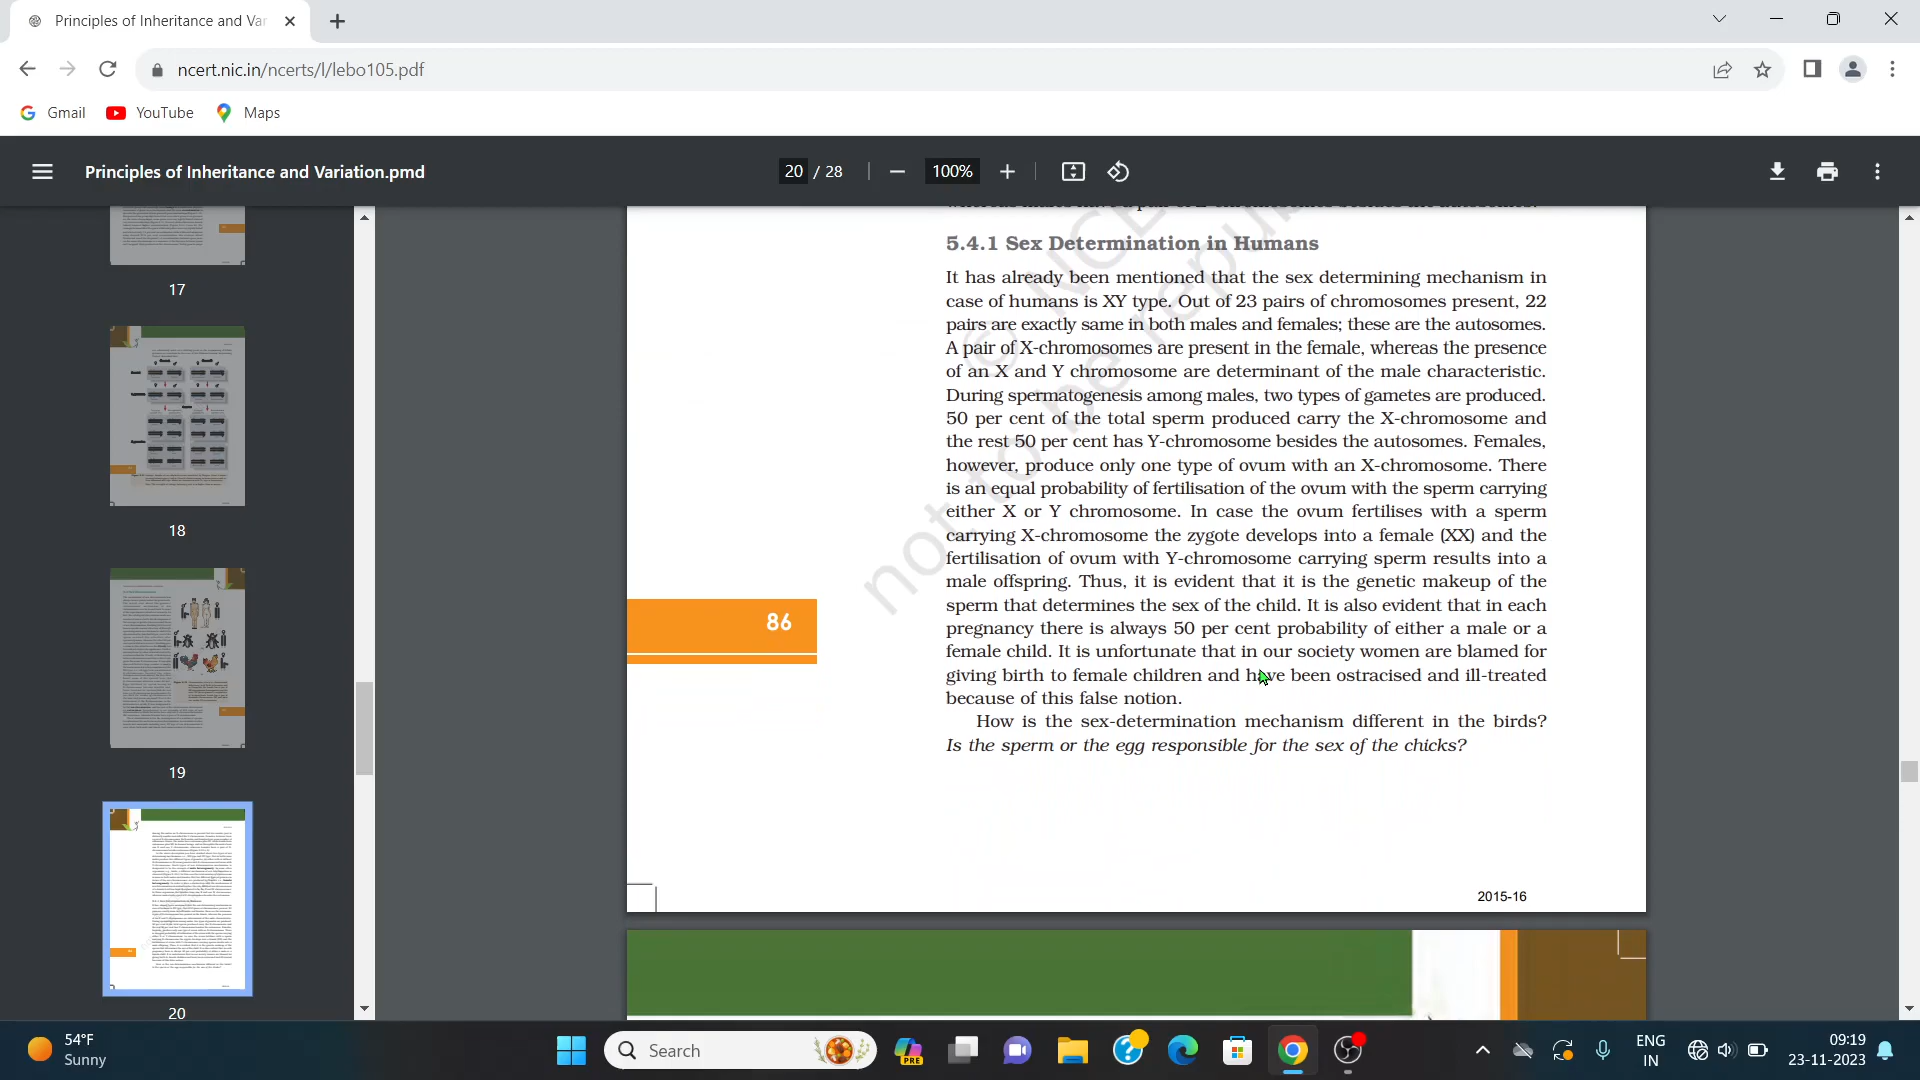 Principles of Inheritance and Var
ncert.nic.in/ncerts/l/lebo105.pdf
Gmail
YouTube
Maps
Principles of Inheritance and Variation.pmd
20 / 28
100%
17
18
19
20
© NCE
not to be republ
5.4.1 Sex Determination in Humans
It has already been mentioned that the sex determining mechanism in
case of humans is XY type. Out of 23 pairs of chromosomes present, 22
pairs are exactly same in both males and females; these are the autosomes.
A pair of X-chromosomes are present in the female, whereas the presence
of an X and Y chromosome are determinant of the male characteristic.
During spermatogenesis among males, two types of gametes are produced.
50 per cent of the total sperm produced carry the X-chromosome and
the rest 50 per cent has Y-chromosome besides the autosomes. Females,
however, produce only one type of ovum with an X-chromosome. There
is an equal probability of fertilisation of the ovum with the sperm carrying
either X or Y chromosome. In case the ovum fertilises with a sperm
carrying X-chromosome the zygote develops into a female (XX) and the
fertilisation of ovum with Y-chromosome carrying sperm results into a
male offspring. Thus, it is evident that it is the genetic makeup of the
sperm that determines the sex of the child. It is also evident that in each
pregnancy there is always 50 per cent probability of either a male or a
female child. It is unfortunate that in our society women are blamed for
giving birth to female children and have been ostracised and ill-treated
because of this false notion.
How is the sex-determination mechanism different in the birds?
Is the sperm or the egg responsible for the sex of the chicks?
86
2015-16
54°F
Sunny
Search
PRE
ENG
IN
09:19
23-11-2023